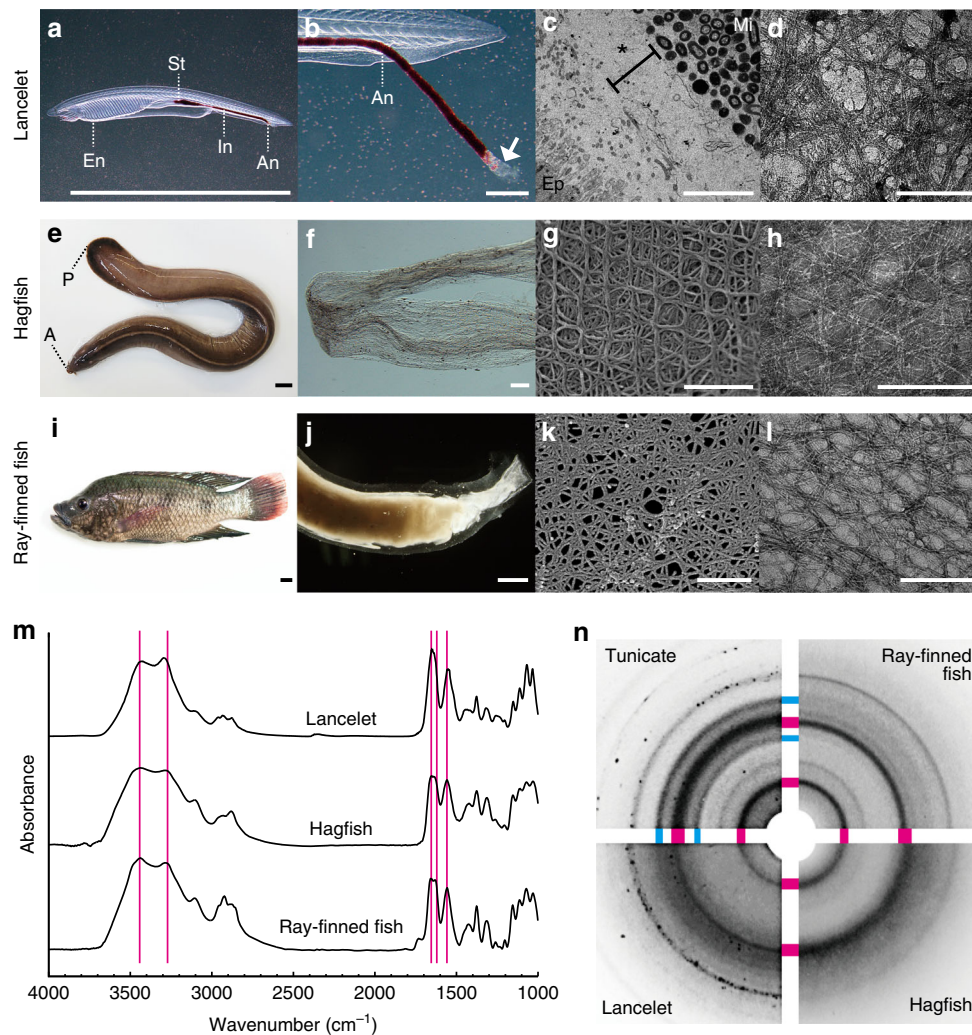 Lancelet
a
St
En
In
An
b
An
c
*
Mi
Ep
d
Hagfish
e
P
A
f
g
h
Ray-finned fish
i
j
k
l
m
Absorbance
Lancelet
Hagfish
Ray-finned fish
4000 3500 3000 2500 2000 1500 1000
Wavenumber (cm⁻¹)
n
Tunicate
Ray-finned
fish
Lancelet
Hagfish